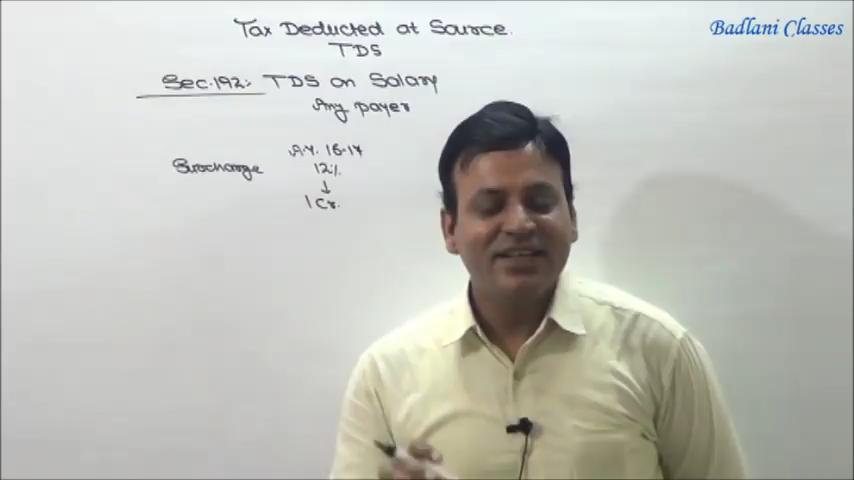 Tax Deducted at Source.
TDS
Badlani Classes
Sec.192:- TDS on Salary
Any payer
A.Y. 16-17
Surcharge 12%
↓
1 Cr.